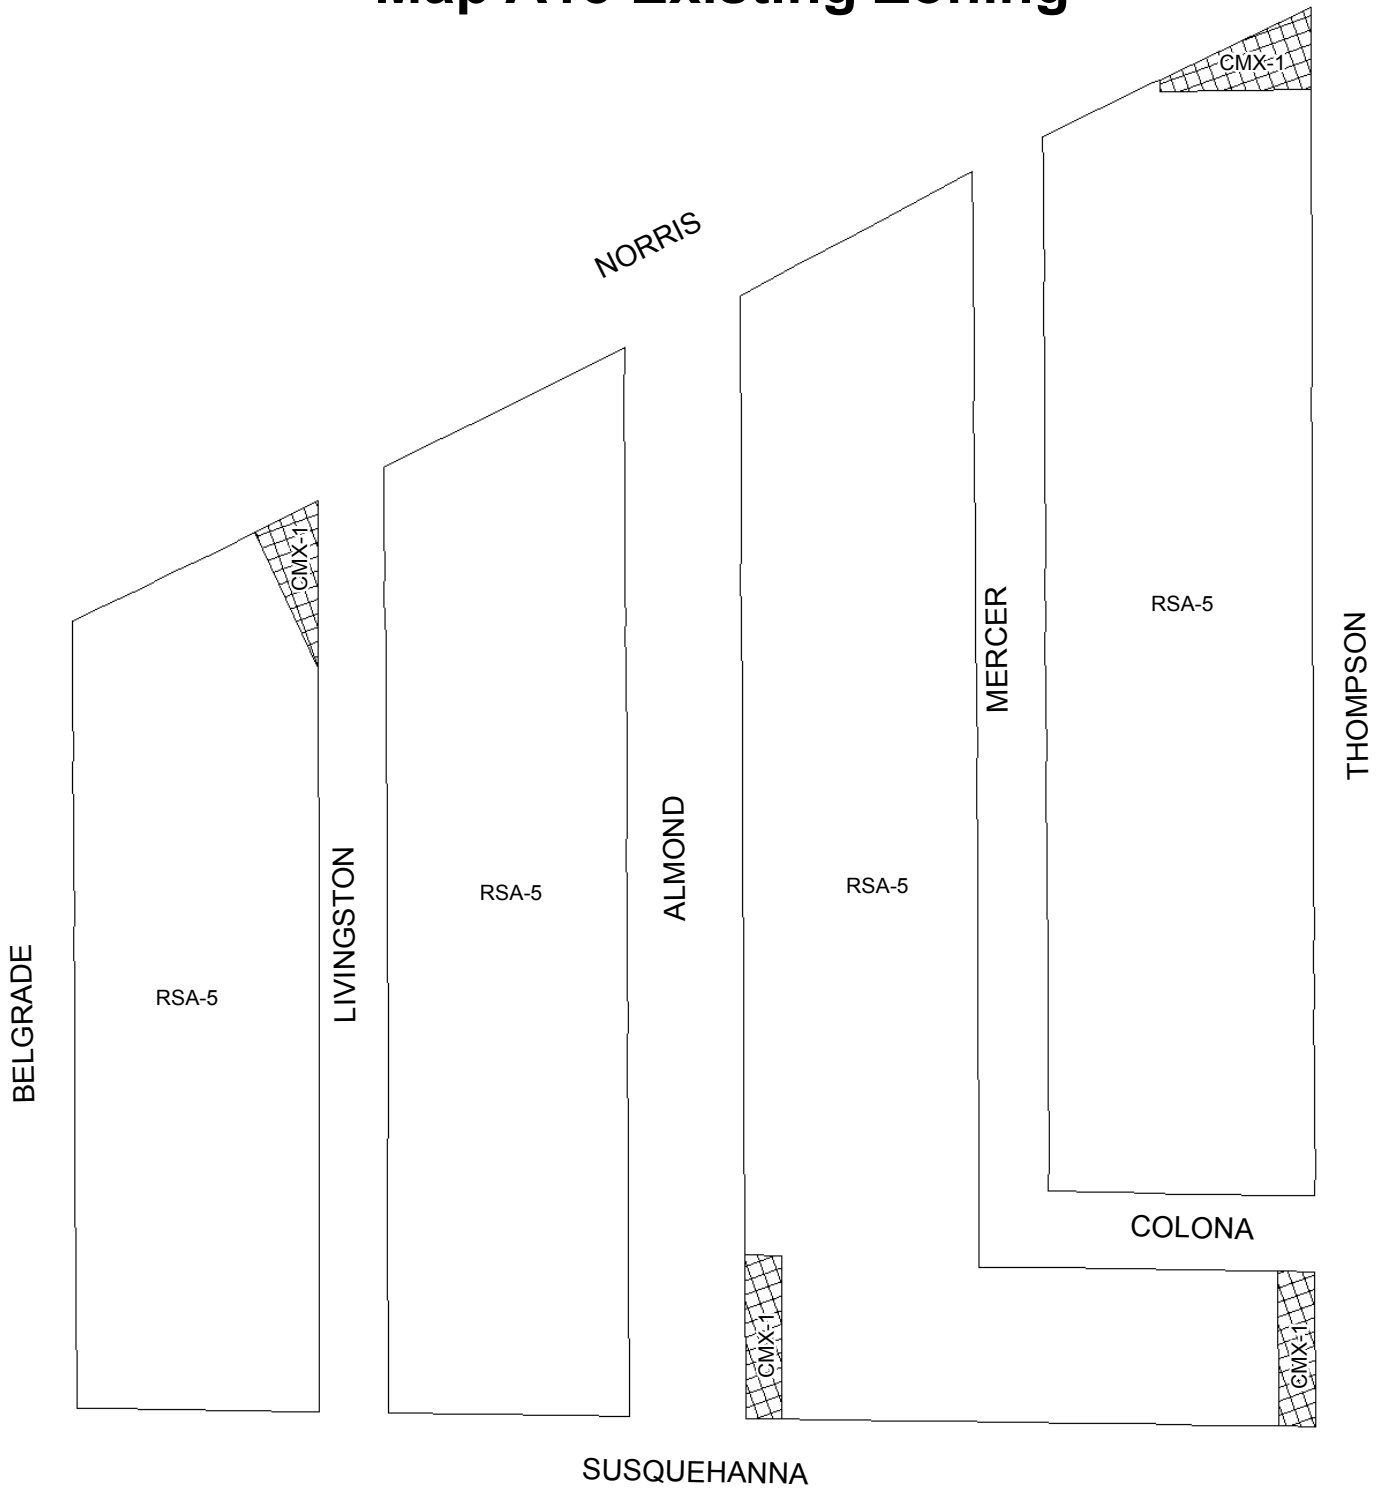 Map A16 Existing Zoning
CMX-1
NORRIS
CMX-1
RSA-5
MERCER
THOMPSON
ALMOND
RSA-5
RSA-5
LIVINGSTON
BELGRADE
RSA-5
COLONA
CMX-1
CMX-1
SUSQUEHANNA